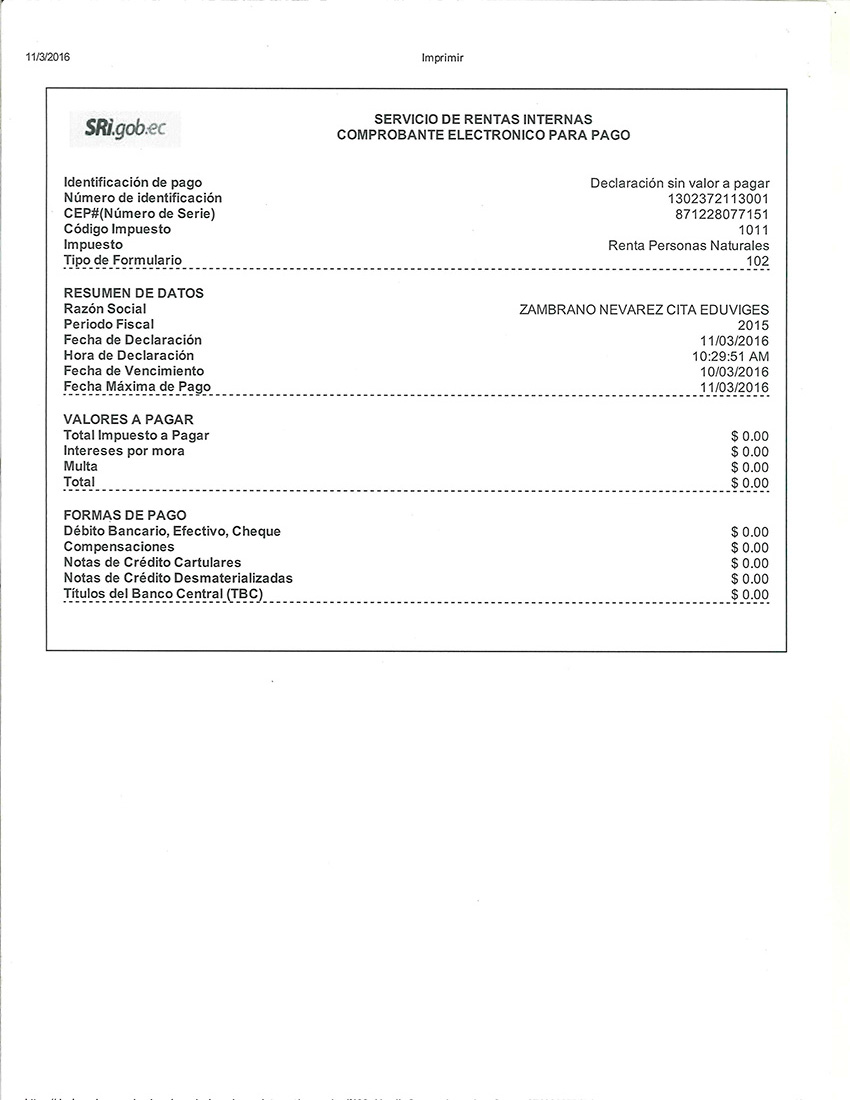 11/3/2016 Imprimir
SRi.gob.ec
SERVICIO DE RENTAS INTERNAS
COMPROBANTE ELECTRONICO PARA PAGO
Identificación de pago Declaración sin valor a pagar
Número de identificación 1302372113001
CEP#(Número de Serie) 871228077151
Código Impuesto 1011
Impuesto Renta Personas Naturales
Tipo de Formulario 102
RESUMEN DE DATOS
Razón Social ZAMBRANO NEVAREZ CITA EDUVIGES
Periodo Fiscal 2015
Fecha de Declaración 11/03/2016
Hora de Declaración 10:29:51 AM
Fecha de Vencimiento 10/03/2016
Fecha Máxima de Pago 11/03/2016
VALORES A PAGAR
Total Impuesto a Pagar $ 0.00
Intereses por mora $ 0.00
Multa $ 0.00
Total $ 0.00
FORMAS DE PAGO
Débito Bancario, Efectivo, Cheque $ 0.00
Compensaciones $ 0.00
Notas de Crédito Cartulares $ 0.00
Notas de Crédito Desmaterializadas $ 0.00
Títulos del Banco Central (TBC) $ 0.00